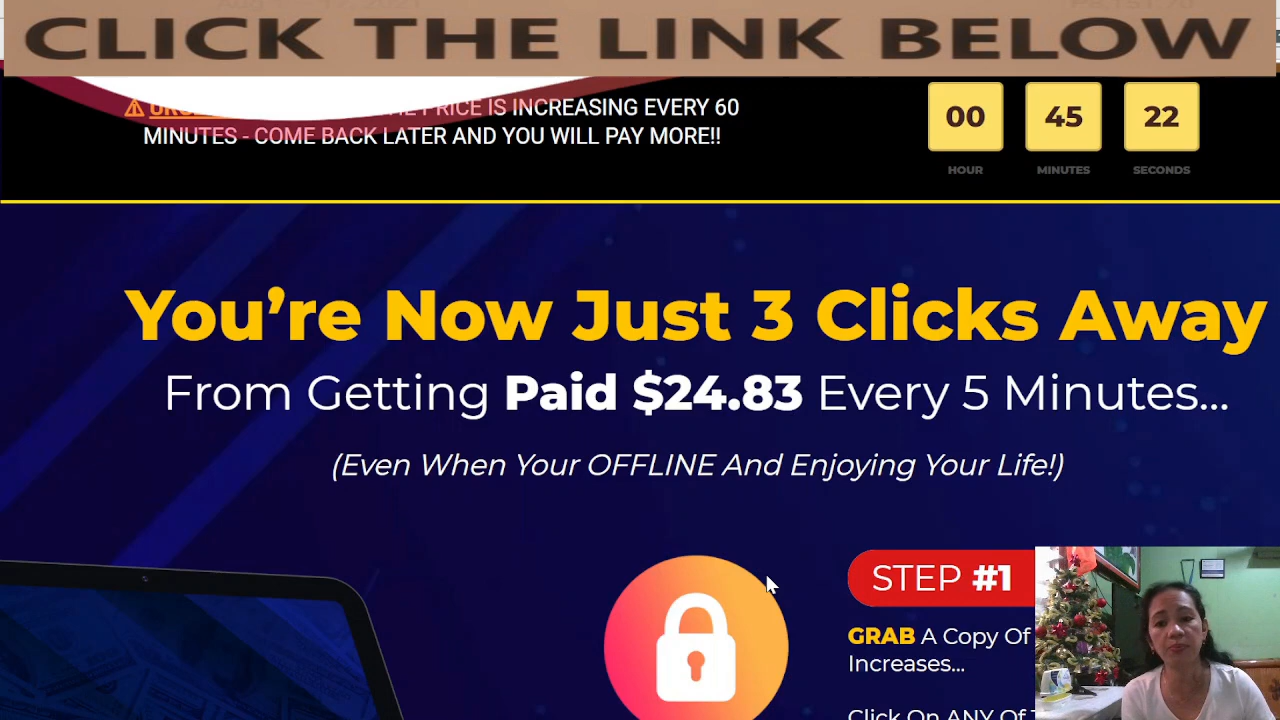 CLICK THE LINK BELOW
PRICE IS INCREASING EVERY 60
MINUTES - COME BACK LATER AND YOU WILL PAY MORE!!
00 45 22
HOUR MINUTES SECONDS
You're Now Just 3 Clicks Away
From Getting Paid $24.83 Every 5 Minutes...
(Even When Your OFFLINE And Enjoying Your Life!)
STEP #1
GRAB A Copy Of
Increases...
Click On ANY Of